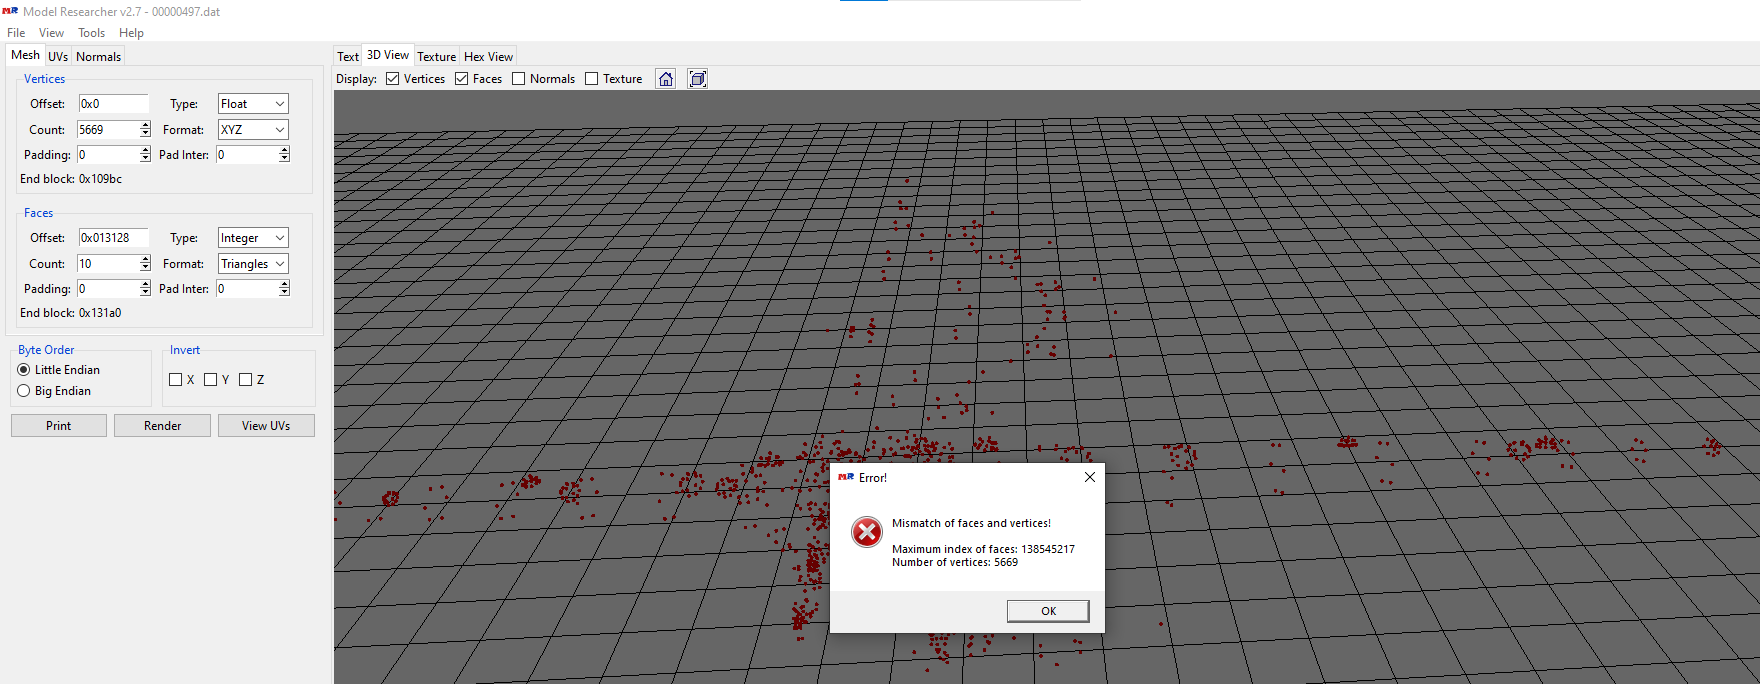 MR Model Researcher v2.7 - 00000497.dat
File View Tools Help
Mesh UVs Normals
Vertices
Offset: 0x0 Type: Float
Count: 5669 Format: XYZ
Padding: 0 Pad Inter: 0
End block: 0x109bc
Faces
Offset: 0x013128 Type: Integer
Count: 10 Format: Triangles
Padding: 0 Pad Inter: 0
End block: 0x131a0
Byte Order
Little Endian
Big Endian
Invert
X Y Z
Print Render View UVs
Text 3D View Texture Hex View
Display: Vertices Faces Normals Texture
MR Error!
Mismatch of faces and vertices!
Maximum index of faces: 138545217
Number of vertices: 5669
OK